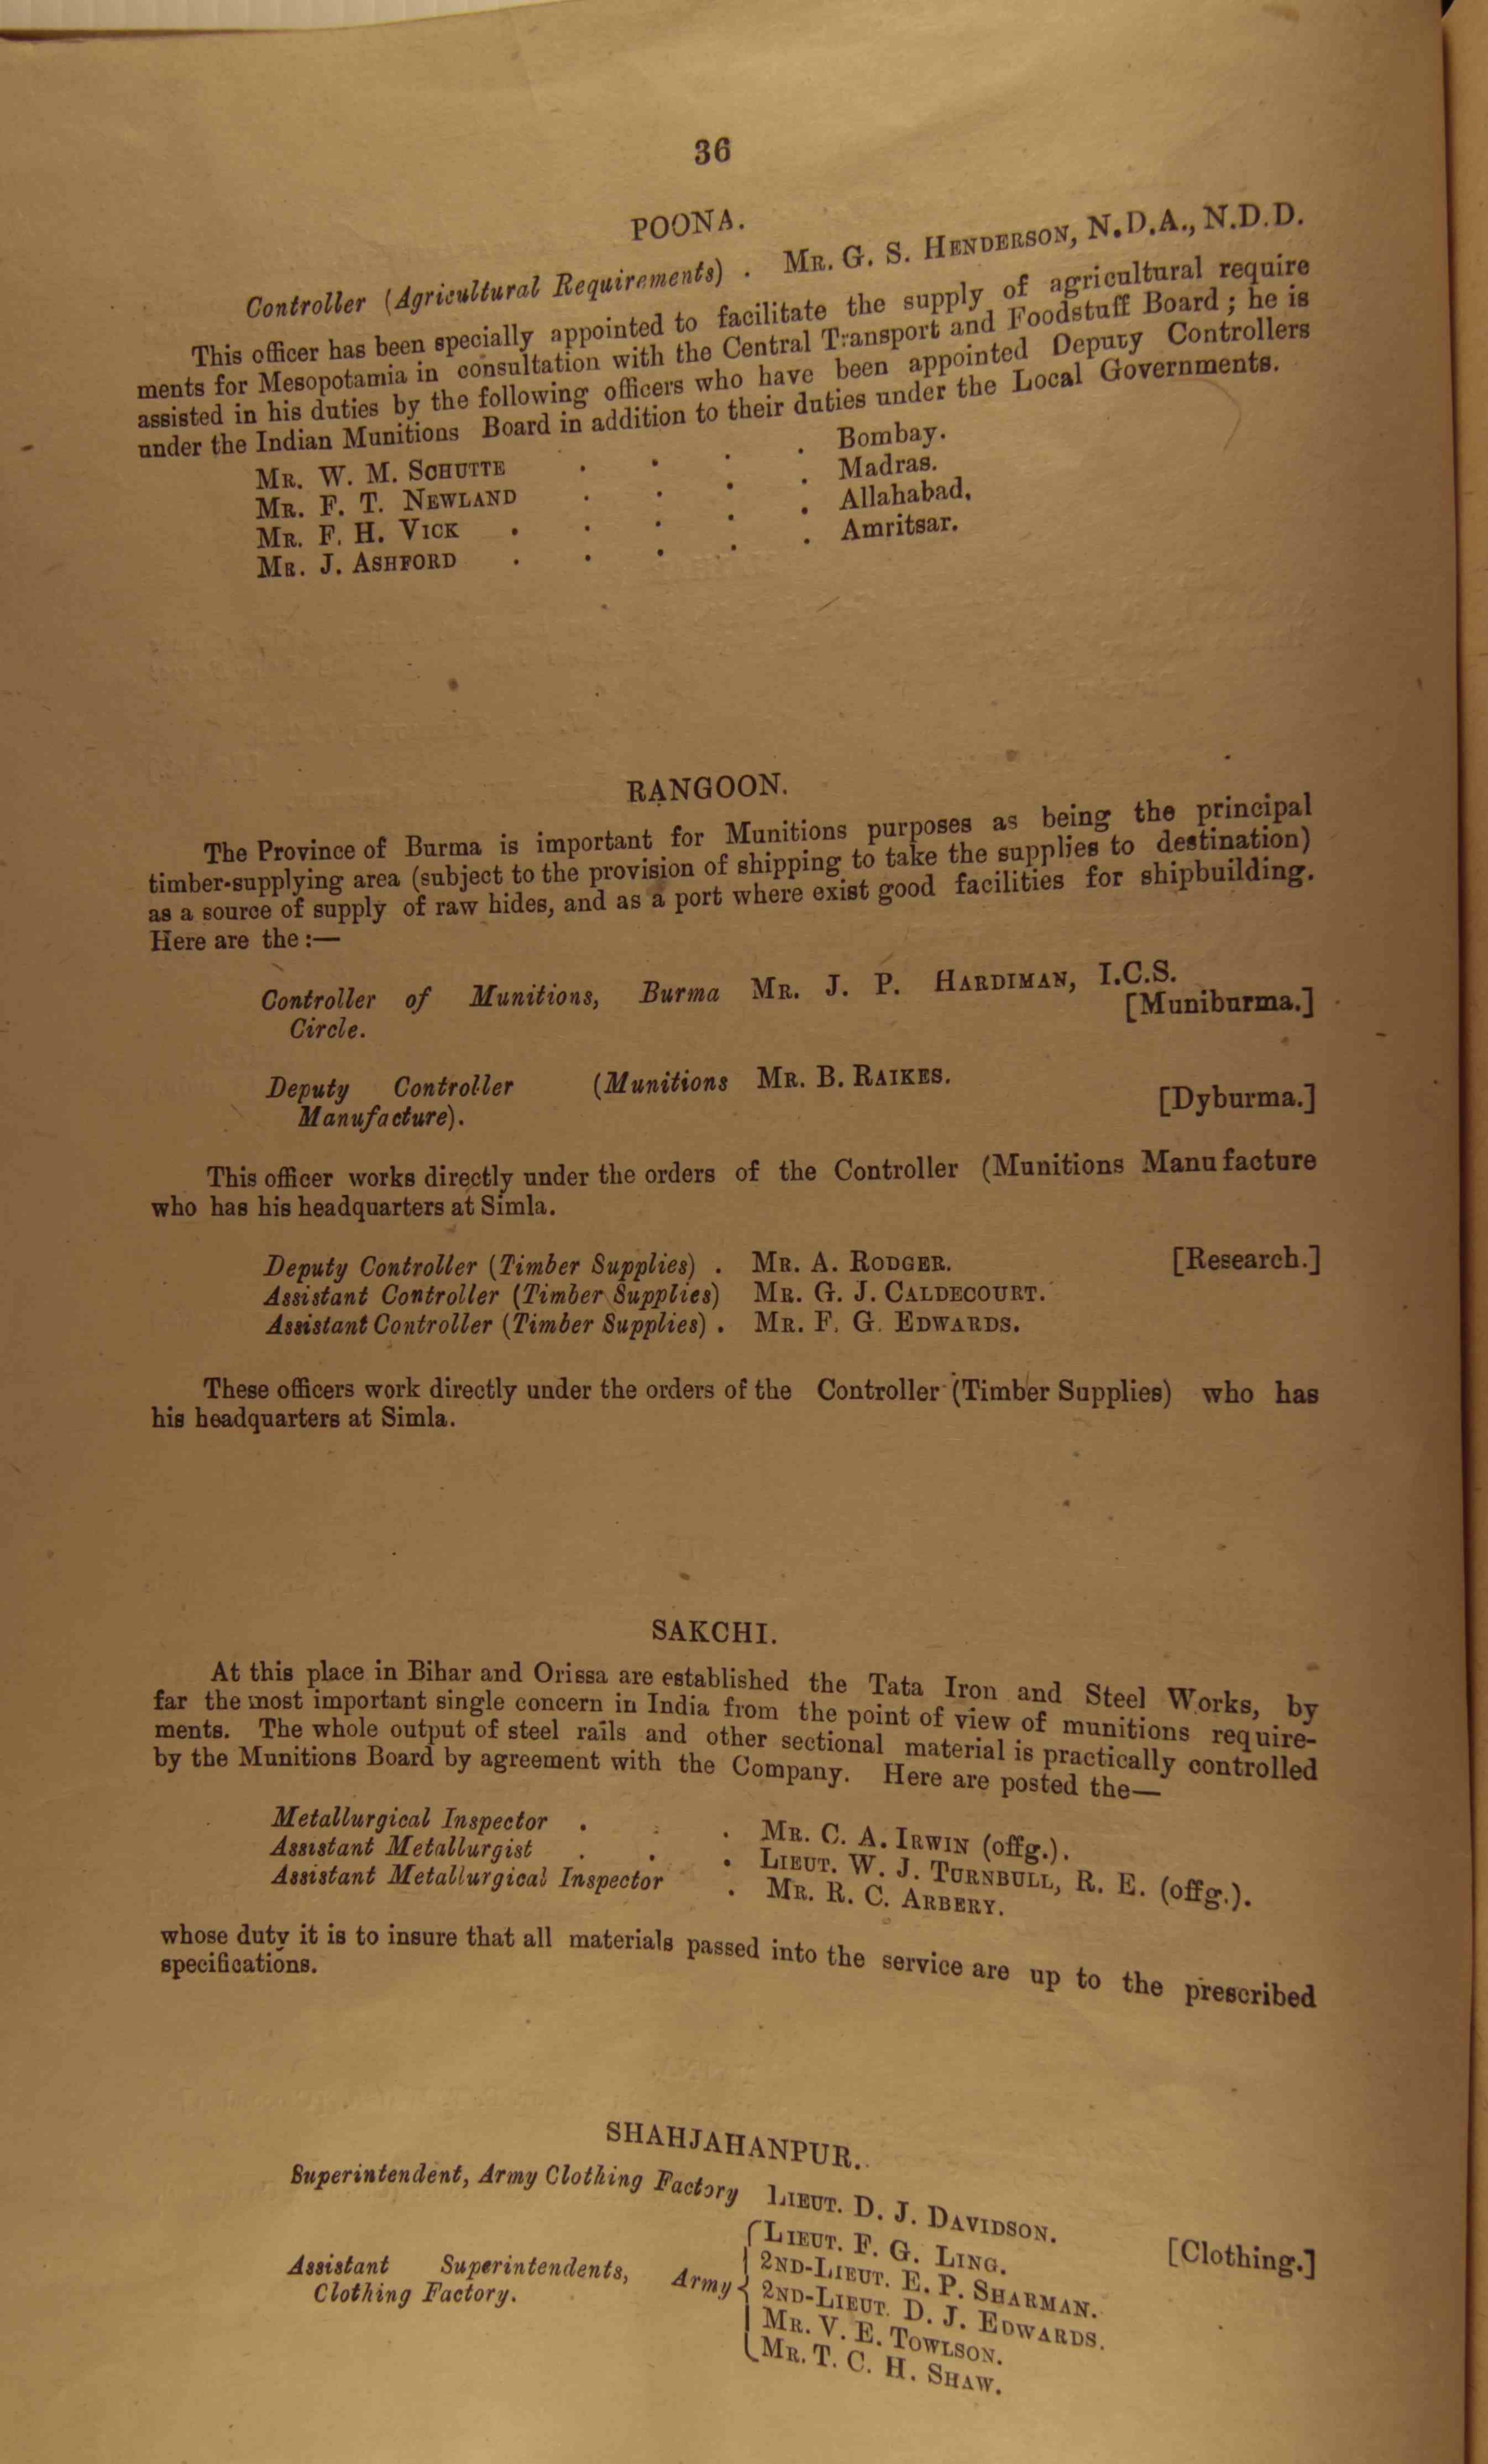 36
POONA.
Controller (Agricultural Requirements) . MR. G. S. HENDERSON, N.D.A., N.D.D.
This officer has been specially appointed to facilitate the supply of agricultural require
ments for Mesopotamia in consultation with the Central Transport and Foodstuff Board ; he is
assisted in his duties by the following officers who have been appointed Deputy Controllers
under the Indian Munitions Board in addition to their duties under the Local Governments.
MR. W. M. SCHUTTE . . . . Bombay.
MR. F. T. NEWLAND . . . . Madras.
MR. F. H. VICK . . . . . Allahabad.
MR. J. ASHFORD . . . . . Amritsar.
RANGOON.
The Province of Burma is important for Munitions purposes as being the principal
timber-supplying area (subject to the provision of shipping to take the supplies to destination)
as a source of supply of raw hides, and as a port where exist good facilities for shipbuilding.
Here are the :—
Controller of Munitions, Burma MR. J. P. HARDIMAN, I.C.S.
Circle. [Muniburma.]
Deputy Controller (Munitions MR. B. RAIKES.
Manufacture). [Dyburma.]
This officer works directly under the orders of the Controller (Munitions Manufacture
who has his headquarters at Simla.
Deputy Controller (Timber Supplies) . MR. A. RODGER. [Research.]
Assistant Controller (Timber Supplies) MR. G. J. CALDECOURT.
Assistant Controller (Timber Supplies) . MR. F. G. EDWARDS.
These officers work directly under the orders of the Controller (Timber Supplies) who has
his headquarters at Simla.
SAKCHI.
At this place in Bihar and Orissa are established the Tata Iron and Steel Works, by
far the most important single concern in India from the point of view of munitions require-
ments. The whole output of steel rails and other sectional material is practically controlled
by the Munitions Board by agreement with the Company. Here are posted the—
Metallurgical Inspector . . . MR. C. A. IRWIN (offg.).
Assistant Metallurgist . . . LIEUT. W. J. TURNBULL, R. E. (offg.).
Assistant Metallurgical Inspector . MR. R. C. ARBERY.
whose duty it is to insure that all materials passed into the service are up to the prescribed
specifications.
SHAHJAHANPUR.
Superintendent, Army Clothing Factory LIEUT. D. J. DAVIDSON.
[Clothing.]
Assistant Superintendents, Army
Clothing Factory.
LIEUT. F. G. LING.
2ND-LIEUT. E. P. SHARMAN.
2ND-LIEUT. D. J. EDWARDS.
MR. V. E. TOWLSON.
MR. T. C. H. SHAW.